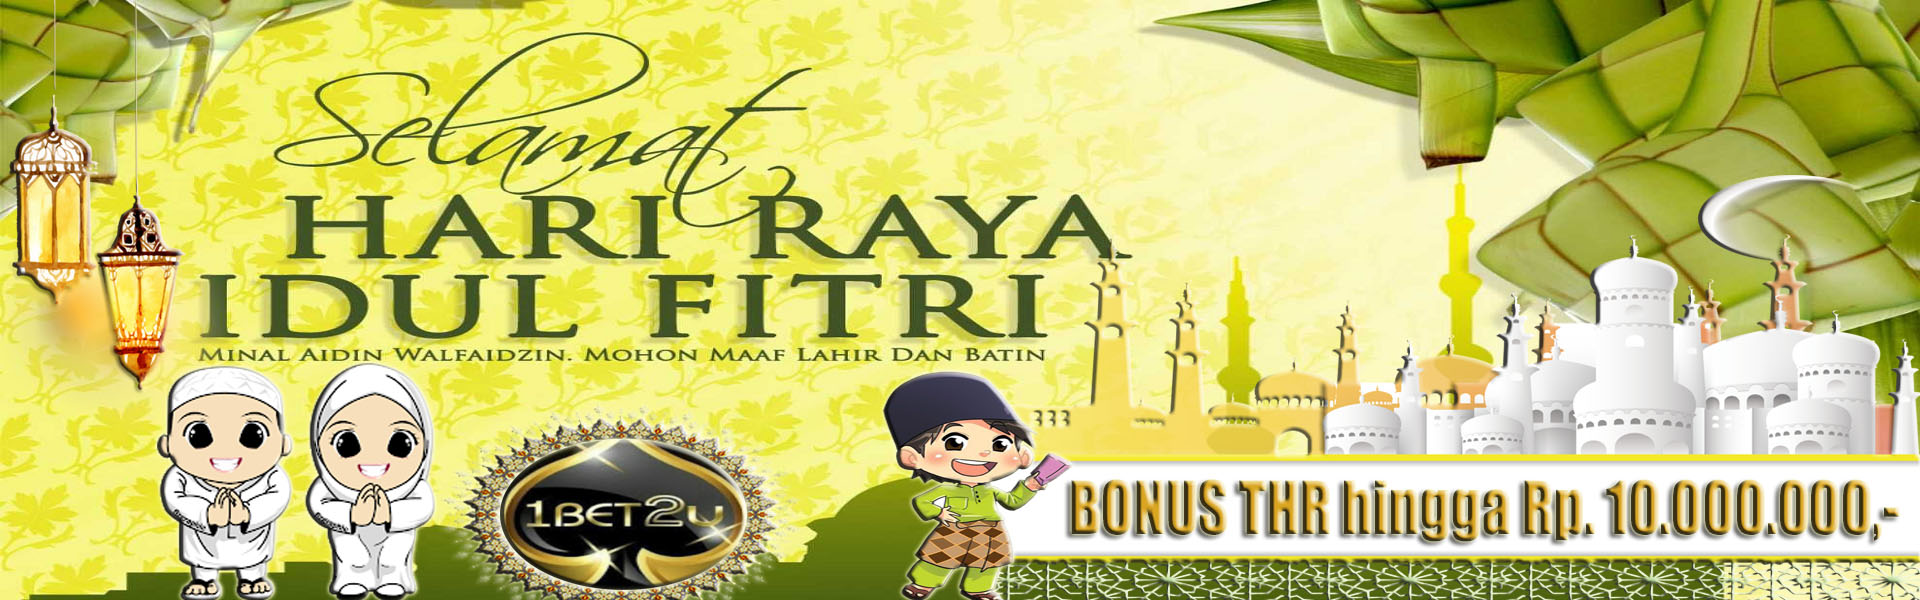 Selamat
HARI RAYA
IDUL FITRI
MINAL AIDIN WALFAIDZIN. MOHON MAAF LAHIR DAN BATIN
1BET2U
BONUS THR hingga Rp. 10.000.000,-